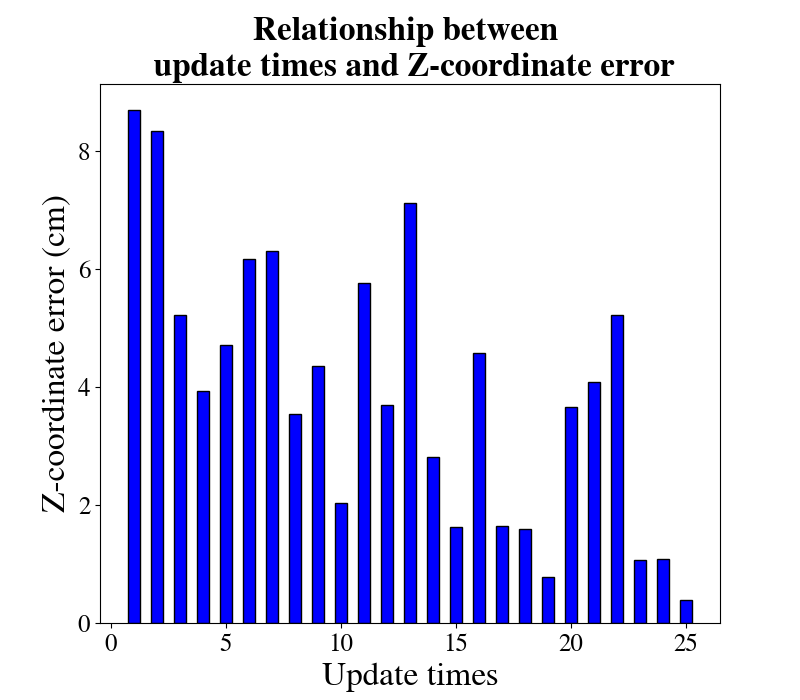 Relationship between
update times and Z-coordinate error
Z-coordinate error (cm)
8
6
4
2
0
0 5 10 15 20 25
Update times